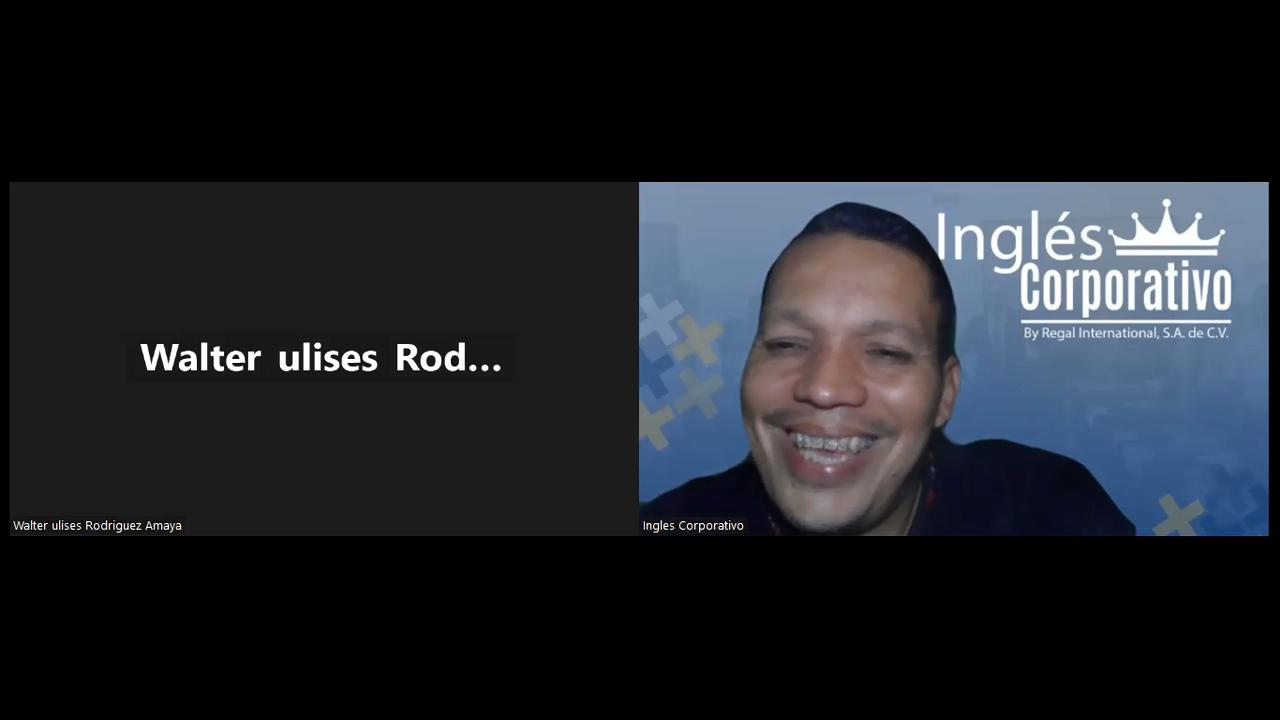 Walter ulises Rod...
Walter ulises Rodriguez Amaya
Inglés
Corporativo
By Regal International, S.A. de C.V.
Ingles Corporativo